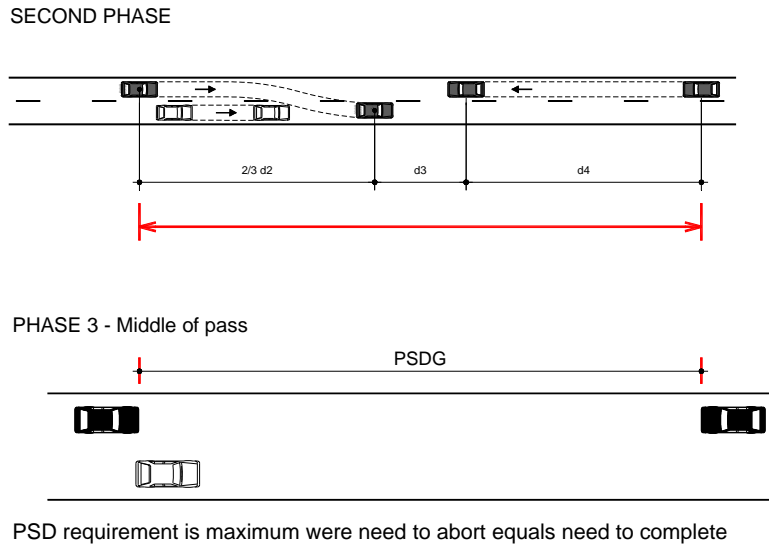 SECOND PHASE
2/3 d2
d3
d4
PHASE 3 - Middle of pass
PSDG
PSD requirement is maximum were need to abort equals need to complete